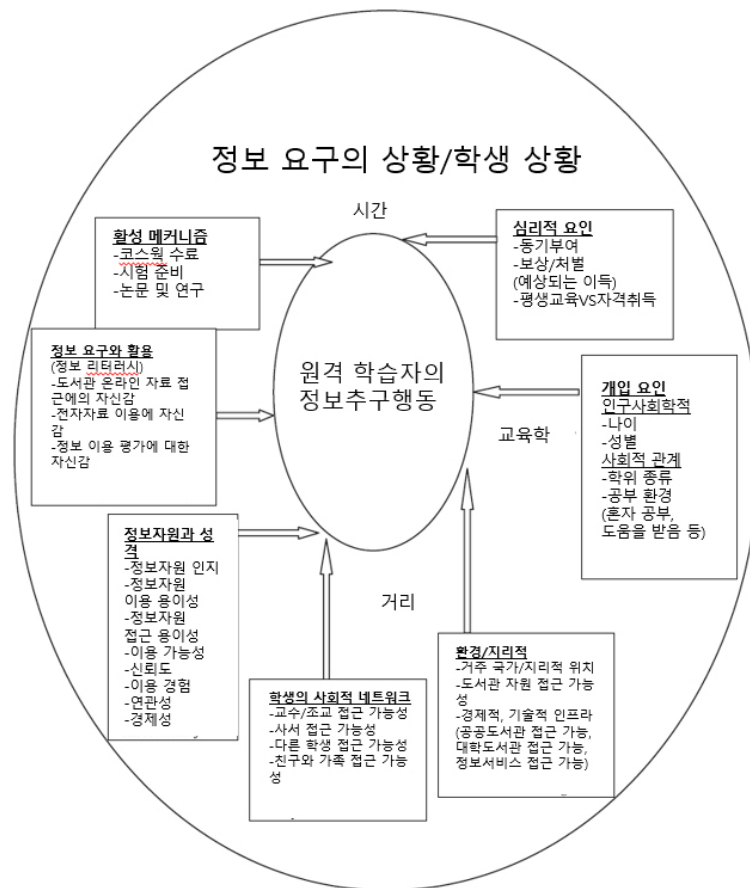 정보 요구의 상황/학생 상황
시간
활성 메커니즘
-코스웍 수료
-시험 준비
-논문 및 연구
심리적 요인
-동기부여
-보상/처벌
(예상되는 이득)
-평생교육VS자격취득
정보 요구와 활용
(정보 리터러시)
-도서관 온라인 자료 접
근에의 자신감
-전자자료 이용에 자신
감
-정보 이용 평가에 대한
자신감
원격 학습자의
정보추구행동
교육학
개입 요인
인구사회학적
-나이
-성별
사회적 관계
-학위 종류
-공부 환경
(혼자 공부,
도움을 받음 등)
정보자원과 성
격
-정보자원 인지
-정보자원
이용 용이성
-정보자원
접근 용이성
-이용 가능성
-신뢰도
-이용 경험
-연관성
-경제성
거리
학생의 사회적 네트워크
-교수/조교 접근 가능성
-사서 접근 가능성
-다른 학생 접근 가능성
-친구와 가족 접근 가능
성
환경/지리적
-거주 국가/지리적 위치
-도서관 자원 접근 가능
성
-경제적, 기술적 인프라
(공공도서관 접근 가능,
대학도서관 접근 가능,
정보서비스 접근 가능)